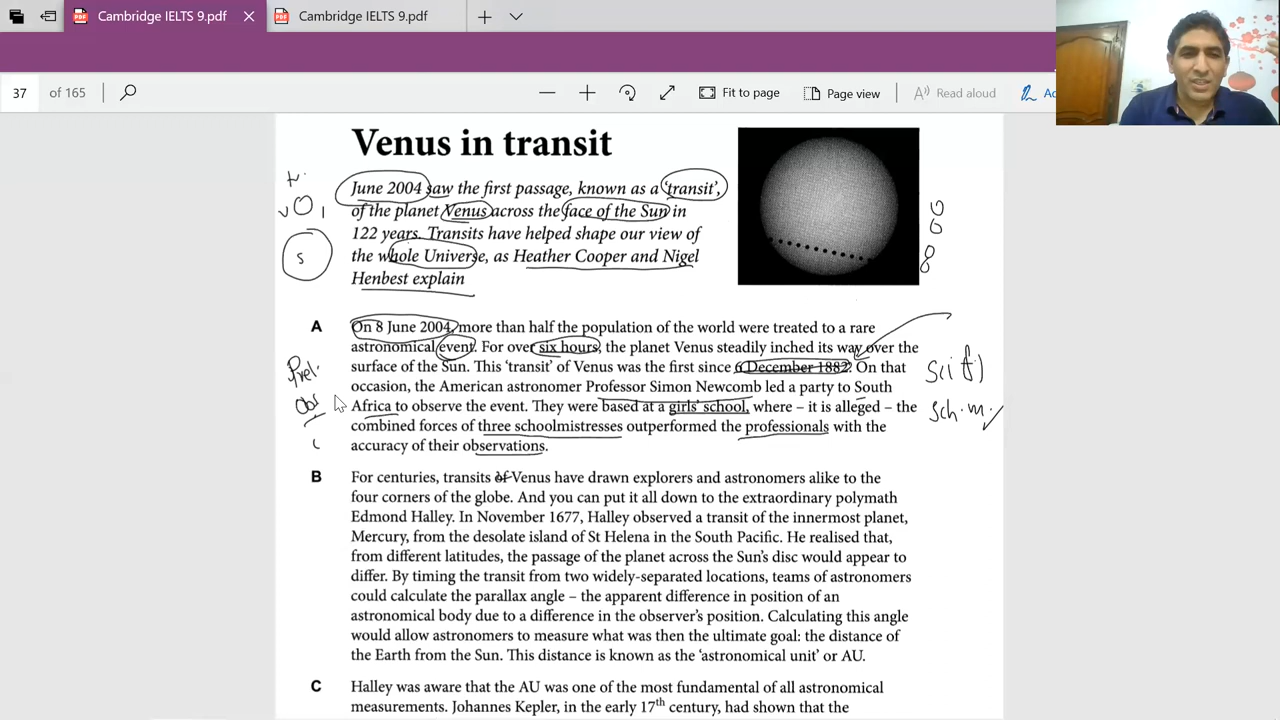 Cambridge IELTS 9.pdf
Cambridge IELTS 9.pdf
37 of 165
Fit to page
Page view
Read aloud
Venus in transit
June 2004 saw the first passage, known as a ‘transit’,
of the planet Venus across the face of the Sun in
122 years. Transits have helped shape our view of
the whole Universe, as Heather Cooper and Nigel
Henbest explain
S
A On 8 June 2004, more than half the population of the world were treated to a rare
astronomical event. For over six hours, the planet Venus steadily inched its way over the
surface of the Sun. This ‘transit’ of Venus was the first since 6 December 1882. On that
occasion, the American astronomer Professor Simon Newcomb led a party to South
Africa to observe the event. They were based at a girls’ school, where – it is alleged – the
combined forces of three schoolmistresses outperformed the professionals with the
accuracy of their observations.
Sch.m.
B For centuries, transits of Venus have drawn explorers and astronomers alike to the
four corners of the globe. And you can put it all down to the extraordinary polymath
Edmond Halley. In November 1677, Halley observed a transit of the innermost planet,
Mercury, from the desolate island of St Helena in the South Pacific. He realised that,
from different latitudes, the passage of the planet across the Sun’s disc would appear to
differ. By timing the transit from two widely-separated locations, teams of astronomers
could calculate the parallax angle – the apparent difference in position of an
astronomical body due to a difference in the observer’s position. Calculating this angle
would allow astronomers to measure what was then the ultimate goal: the distance of
the Earth from the Sun. This distance is known as the ‘astronomical unit’ or AU.
C Halley was aware that the AU was one of the most fundamental of all astronomical
measurements. Johannes Kepler, in the early 17th century, had shown that the